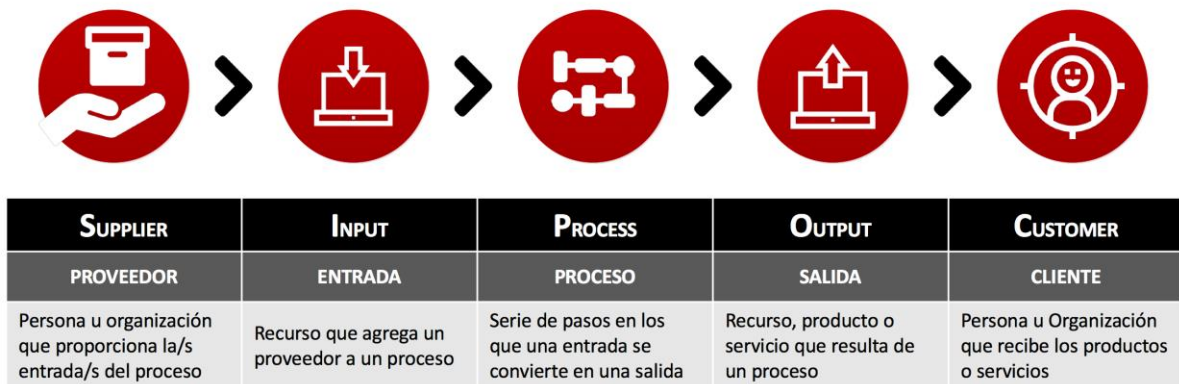 SUPPLIER
INPUT
PROCESS
OUTPUT
CUSTOMER
PROVEEDOR
ENTRADA
PROCESO
SALIDA
CLIENTE
Persona u organización
que proporciona la/s
entrada/s del proceso
Recurso que agrega un
proveedor a un proceso
Serie de pasos en los
que una entrada se
convierte en una salida
Recurso, producto o
servicio que resulta de
un proceso
Persona u Organización
que recibe los productos
o servicios